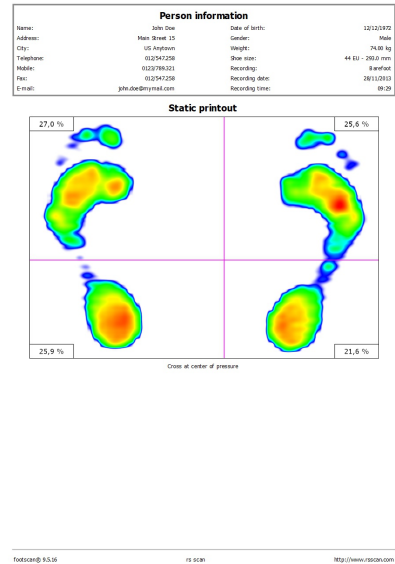 Person information
Name: John Doe Date of birth: 12/12/1972
Address: Main Street 15 Gender: Male
City: US Anytown Weight: 74.00 kg
Telephone: 012/547.258 Shoe size: 44 EU - 293.0 mm
Mobile: 0123/789.321 Recording: Barefoot
Fax: 012/547.258 Recording date: 28/11/2013
E-mail: john.doe@mymail.com Recording time: 09:29
Static printout
27,0 % 25,6 %
25,9 % 21,6 %
Cross at center of pressure
footscan® 9.5.16 rs scan http://www.rsscan.com